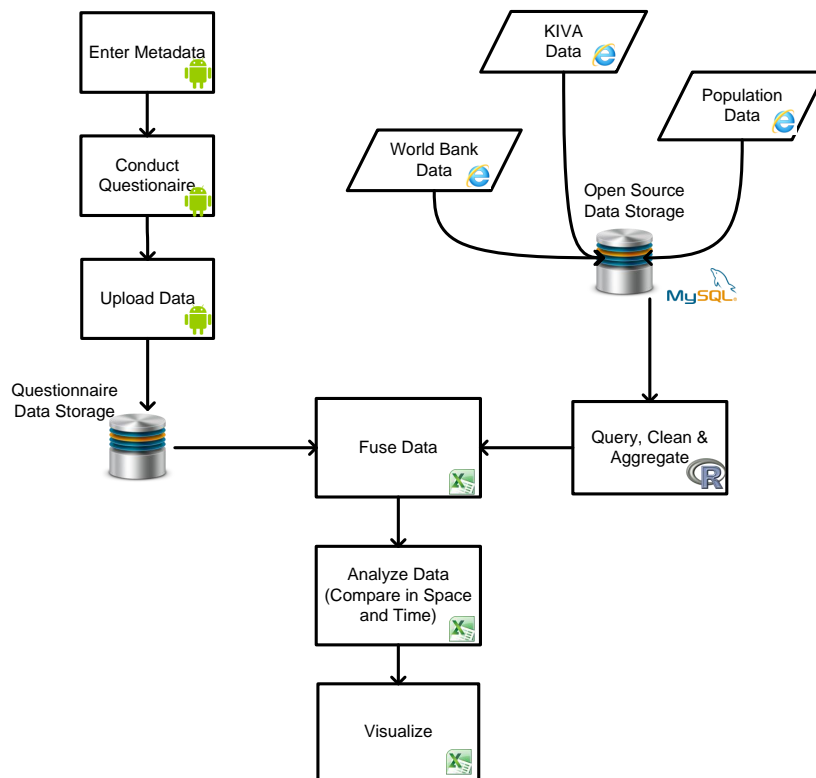 Enter Metadata
KIVA
Data
Population
Data
Conduct
Questionaire
World Bank
Data
Open Source
Data Storage
Upload Data
MySQL®
Questionnaire
Data Storage
Fuse Data
Query, Clean &
Aggregate
R
Analyze Data
(Compare in Space
and Time)
Visualize